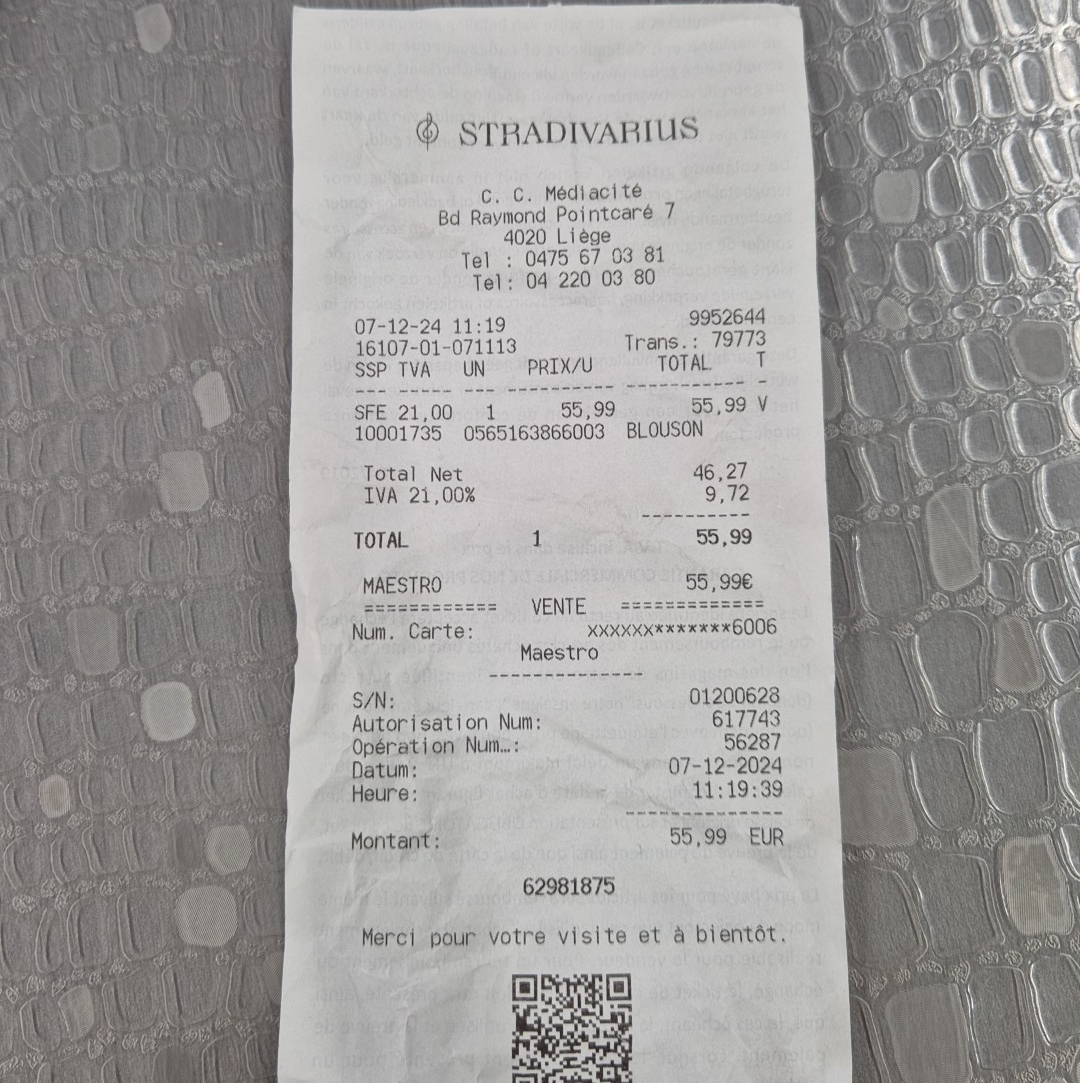 STRADIVARIUS
C. C. Médiacité
Bd Raymond Pointcaré 7
4020 Liège
Tel : 0475 67 03 81
Tel: 04 220 03 80
07-12-24 11:19 9952644
16107-01-071113 Trans.: 79773
SSP TVA UN PRIX/U TOTAL T
SFE 21,00 1 55,99 55,99 V
10001735 0565163866003 BLOUSON
Total Net 46,27
IVA 21,00% 9,72
TOTAL 1 55,99
MAESTRO 55,99€
============ VENTE ============
Num. Carte: xxxxxx*******6006
Maestro
S/N: 01200628
Autorisation Num: 617743
Opération Num…: 56287
Datum: 07-12-2024
Heure: 11:19:39
Montant: 55,99 EUR
62981875
Merci pour votre visite et à bientôt.